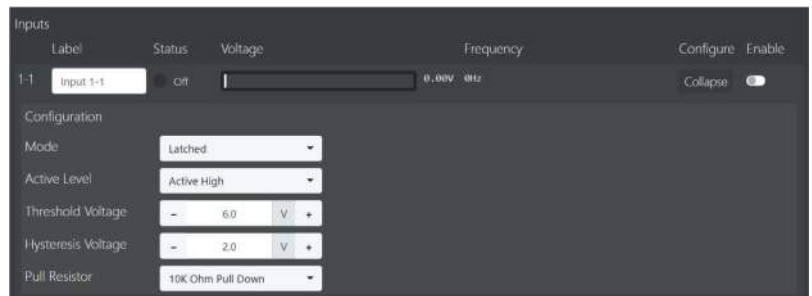 Inputs
Label Status Voltage Frequency Configure Enable
1-1 Input 1-1 Off 0.00V 0Hz Collapse
Configuration
Mode Latched
Active Level Active High
Threshold Voltage - 6.0 V +
Hysteresis Voltage - 2.0 V +
Pull Resistor 10K Ohm Pull Down